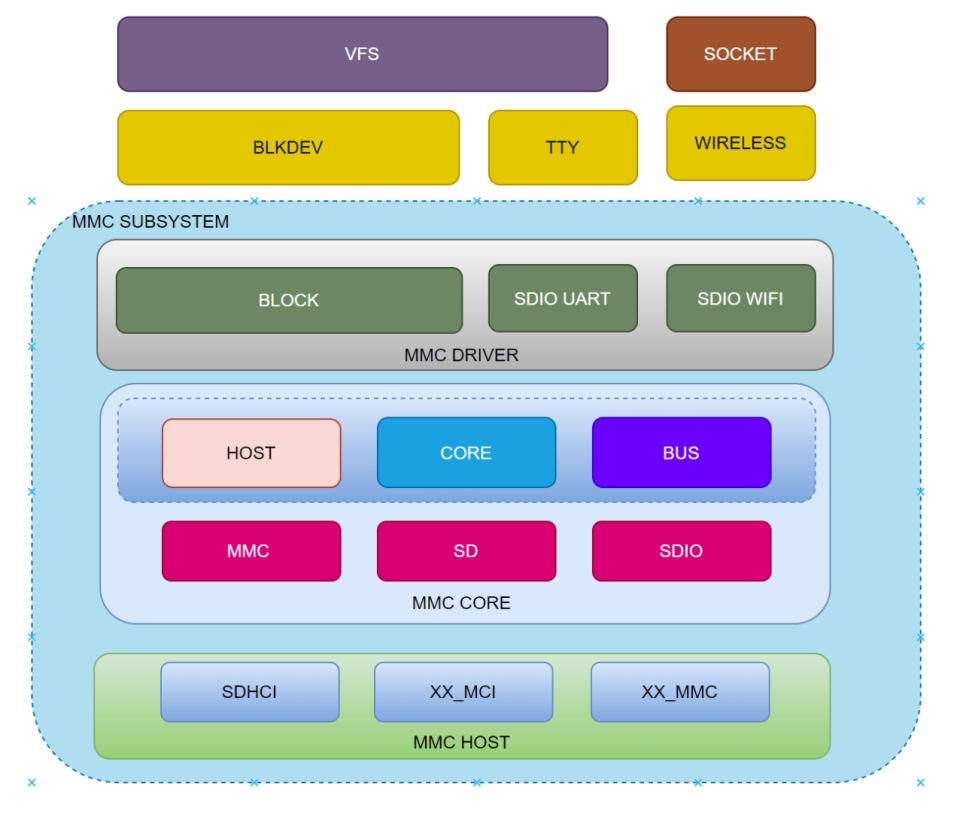 VFS
SOCKET
BLKDEV
TTY
WIRELESS
MMC SUBSYSTEM
BLOCK
SDIO UART
SDIO WIFI
MMC DRIVER
HOST
CORE
BUS
MMC
SD
SDIO
MMC CORE
SDHCI
XX_MCI
XX_MMC
MMC HOST